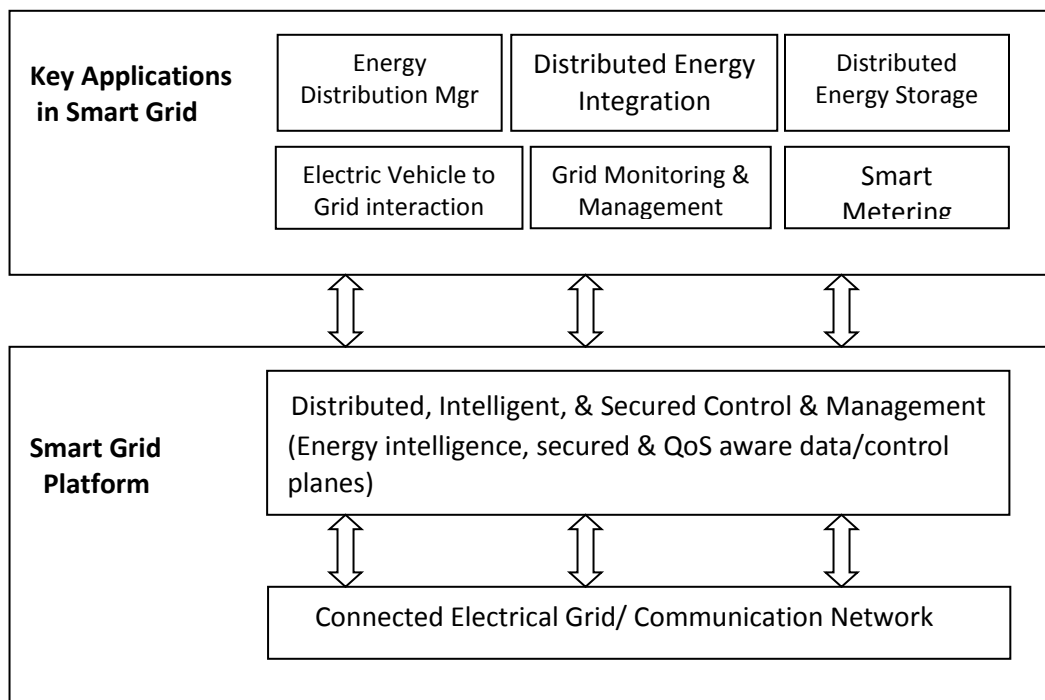 Key Applications
in Smart Grid
Energy
Distribution Mgr
Distributed Energy
Integration
Distributed
Energy Storage
Electric Vehicle to
Grid interaction
Grid Monitoring &
Management
Smart
Metering
Smart Grid
Platform
Distributed, Intelligent, & Secured Control & Management
(Energy intelligence, secured & QoS aware data/control
planes)
Connected Electrical Grid/ Communication Network